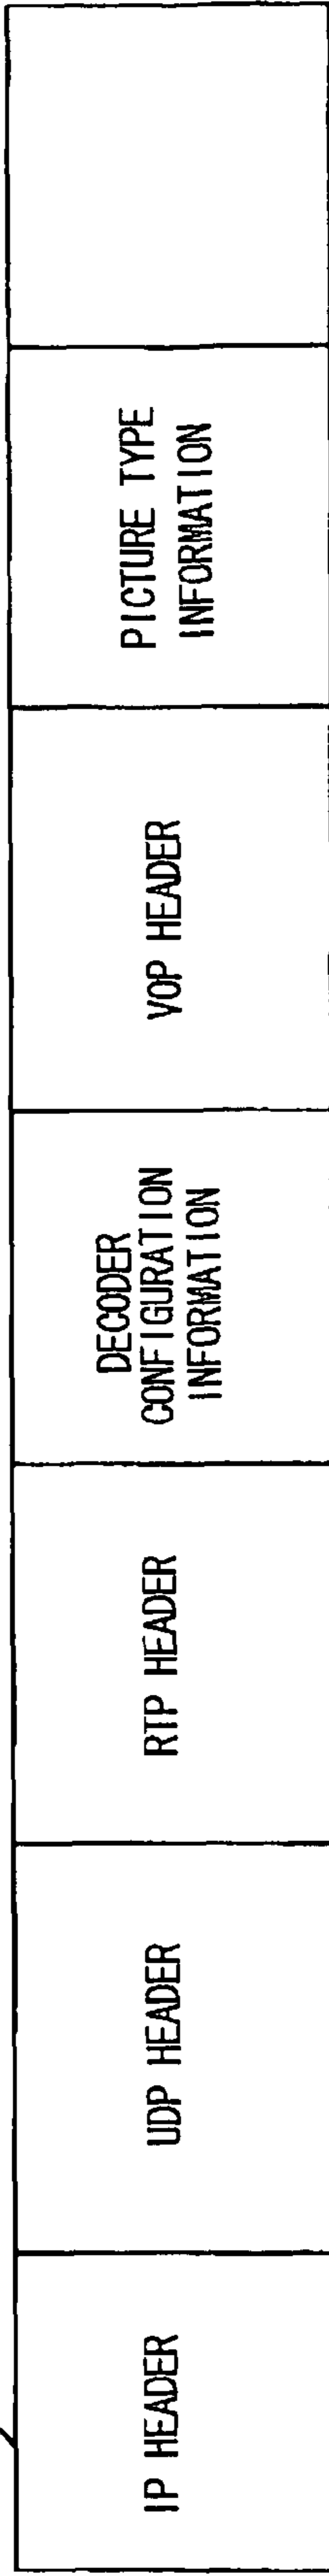 IP HEADER
UDP HEADER
RTP HEADER
DECODER
CONFIGURATION
INFORMATION
VOP HEADER
PICTURE TYPE
INFORMATION